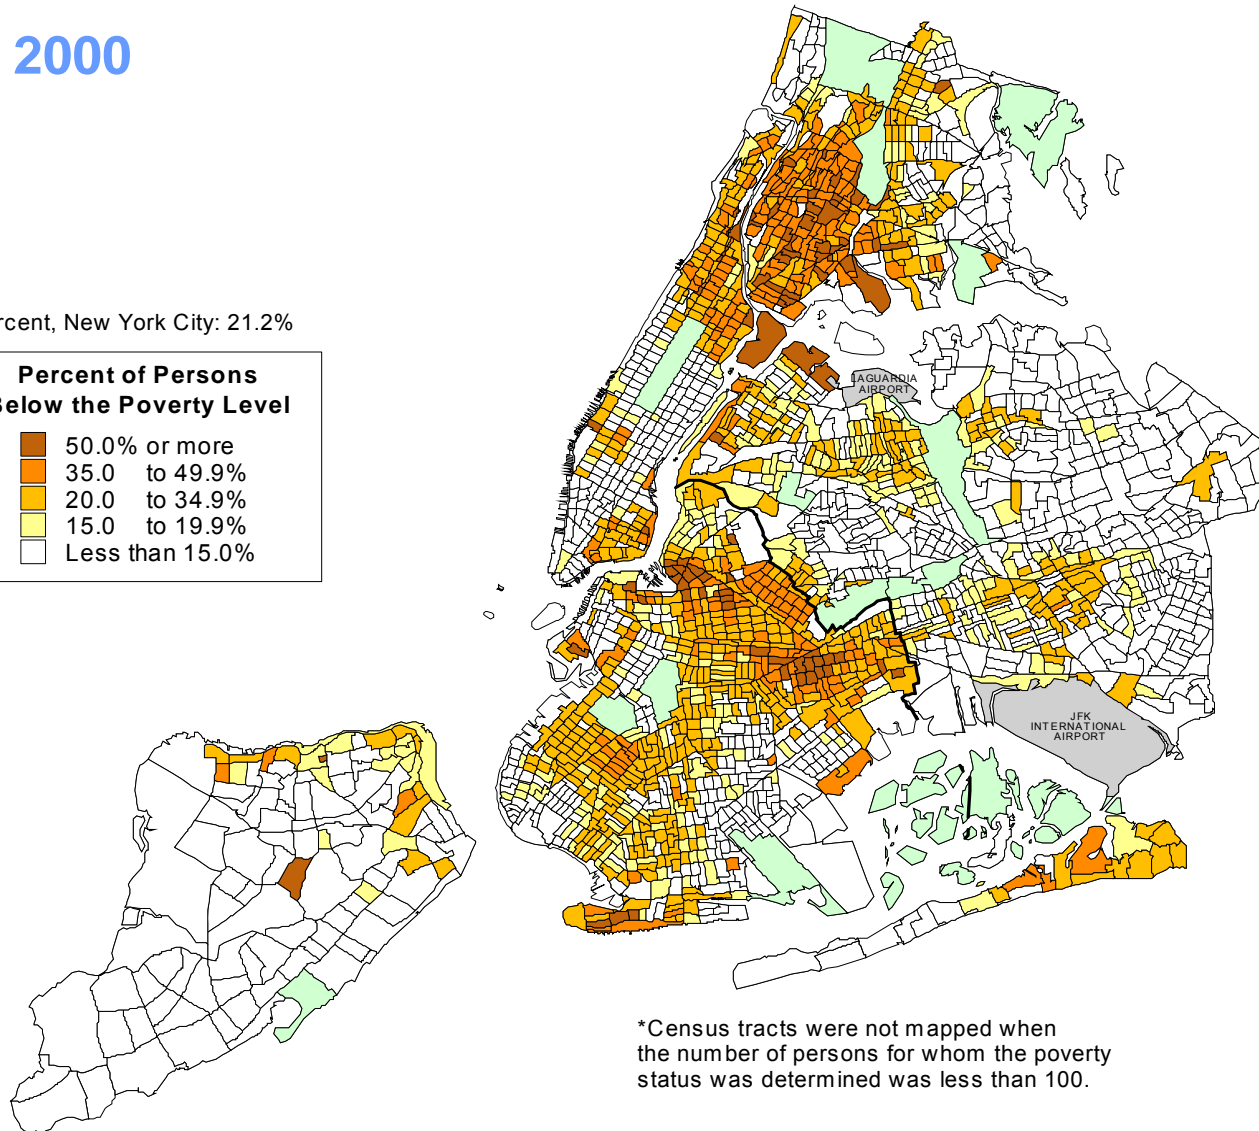 2000
rcent, New York City: 21.2%
Percent of Persons
Below the Poverty Level
50.0% or more
35.0 to 49.9%
20.0 to 34.9%
15.0 to 19.9%
Less than 15.0%
LAGUARDIA
AIRPORT
JFK
INTERNATIONAL
AIRPORT
*Census tracts were not mapped when
the number of persons for whom the poverty
status was determined was less than 100.